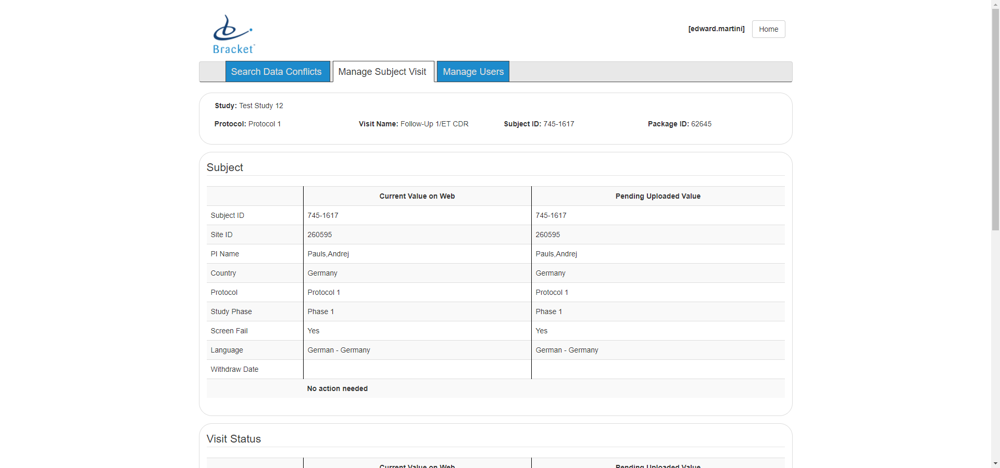 Bracket™
[edward.martini] Home
Search Data Conflicts Manage Subject Visit Manage Users
Study: Test Study 12
Protocol: Protocol 1 Visit Name: Follow-Up 1/ET CDR Subject ID: 745-1617 Package ID: 62645
Subject
Current Value on Web Pending Uploaded Value
Subject ID 745-1617 745-1617
Site ID 260595 260595
PI Name Pauls,Andrej Pauls,Andrej
Country Germany Germany
Protocol Protocol 1 Protocol 1
Study Phase Phase 1 Phase 1
Screen Fail Yes Yes
Language German - Germany German - Germany
Withdraw Date
No action needed
Visit Status
Current Value on Web Pending Uploaded Value